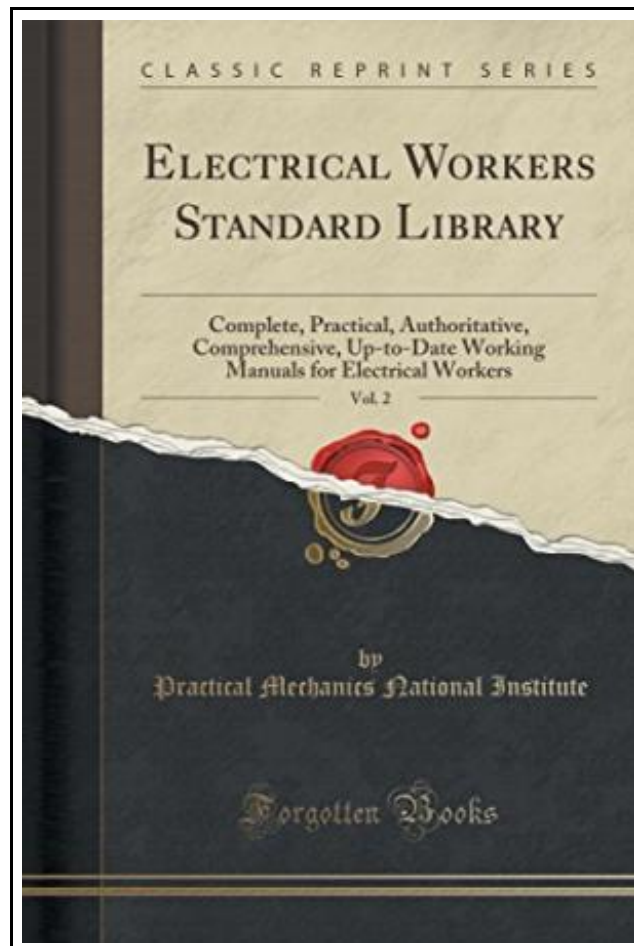 CLASSIC REPRINT SERIES
ELECTRICAL WORKERS
STANDARD LIBRARY
Complete, Practical, Authoritative,
Comprehensive, Up-to-Date Working
Manuals for Electrical Workers
Vol. 2
by
Practical Mechanics National Institute
Forgotten Books